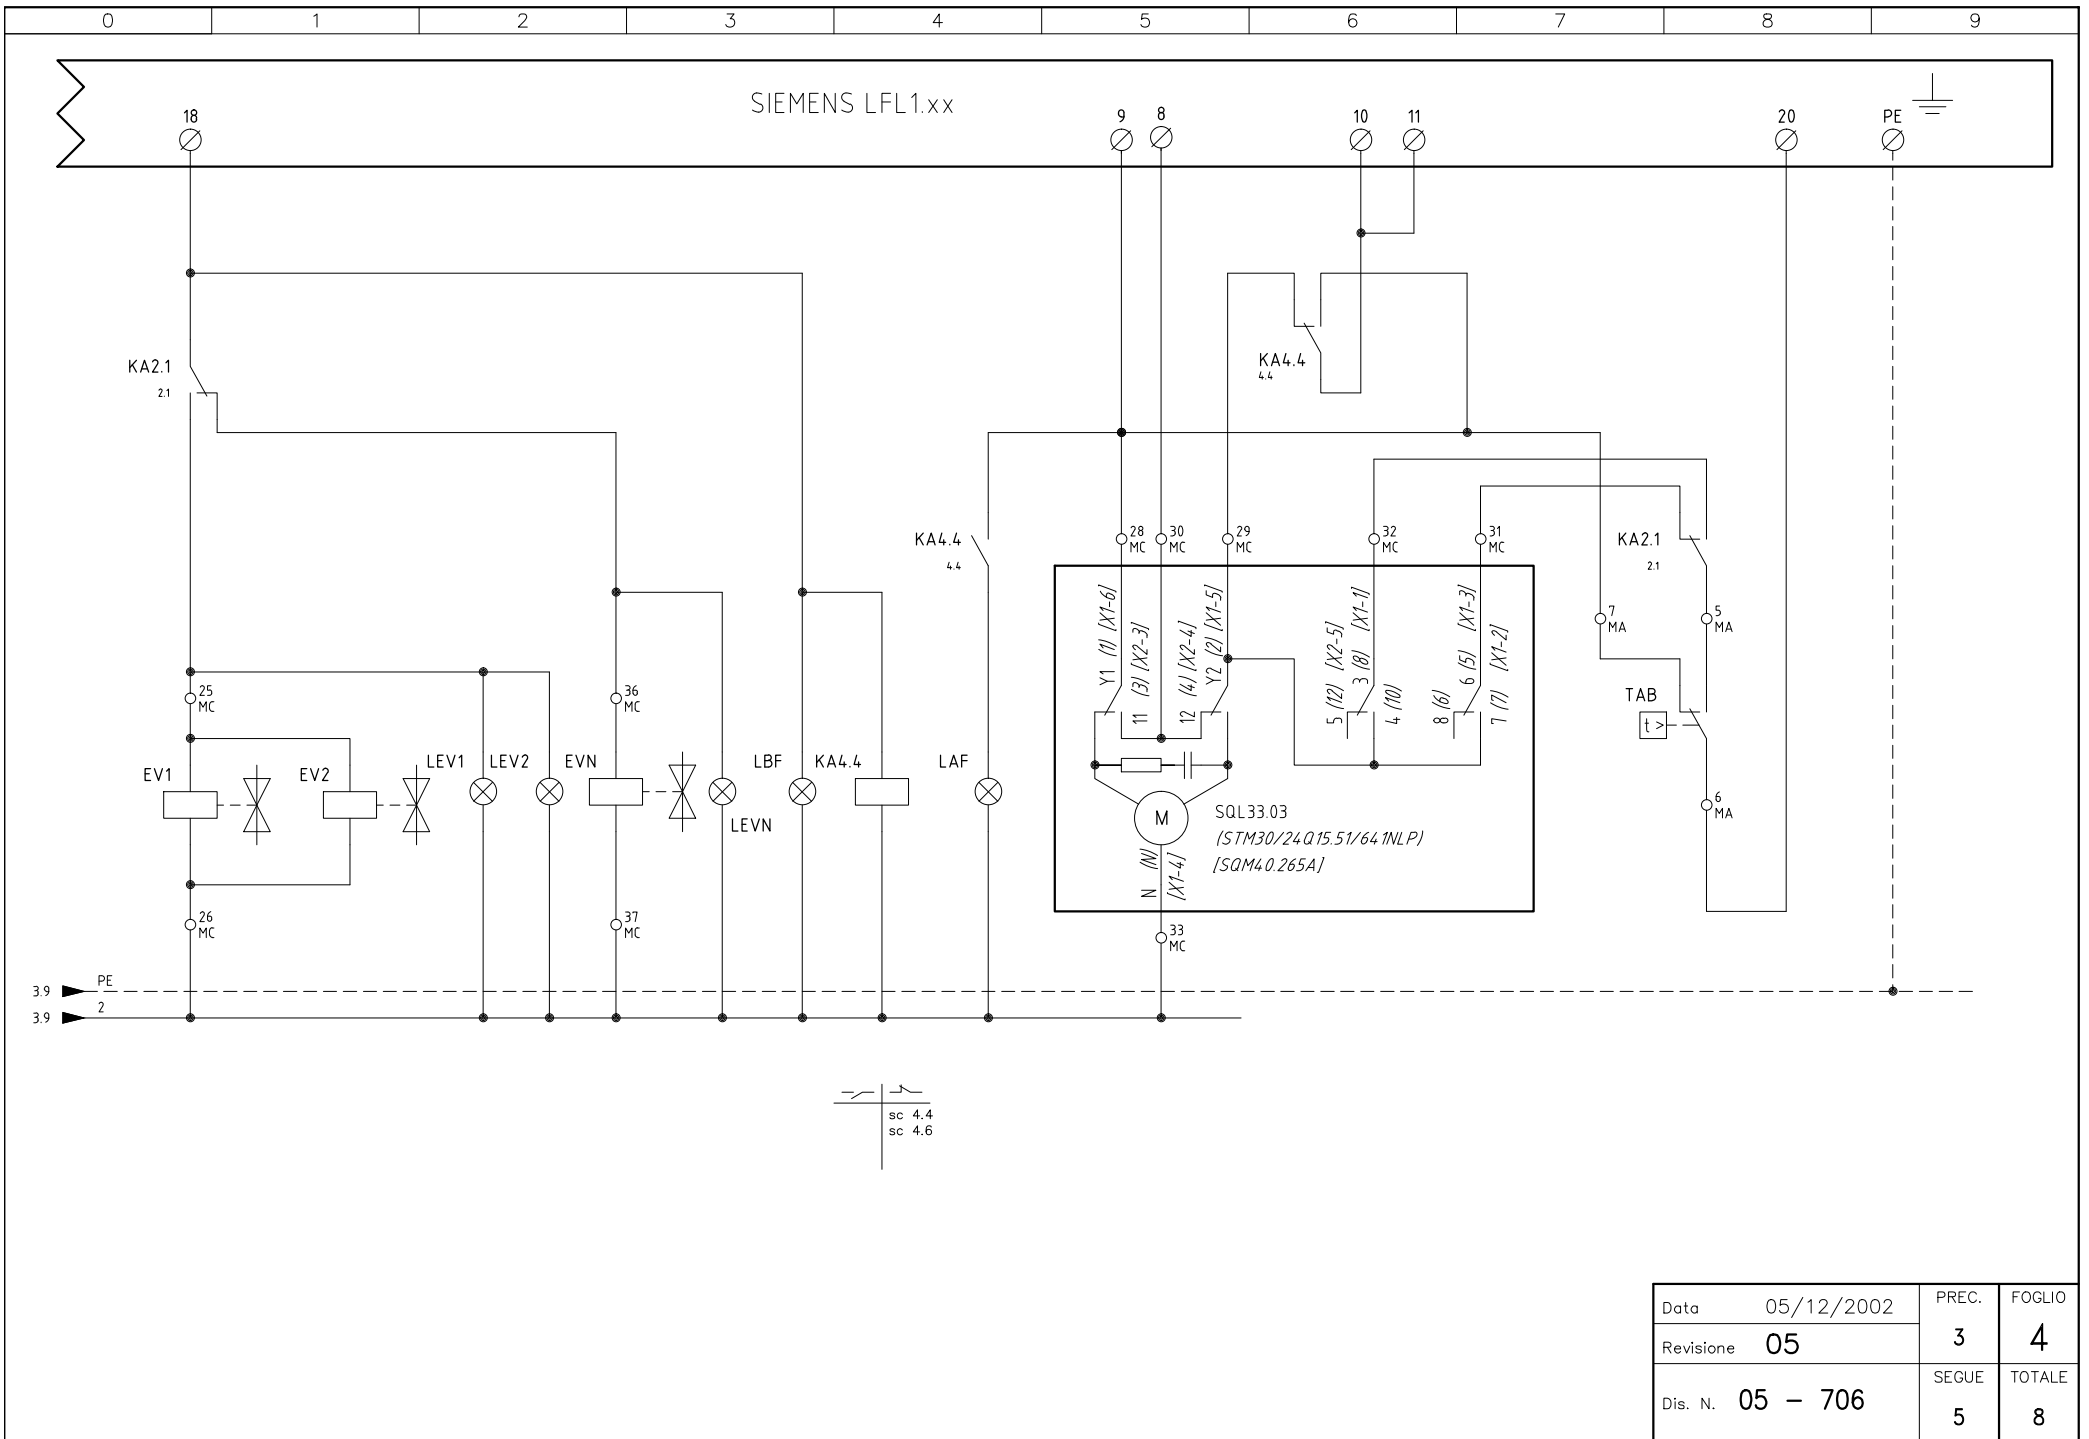 0 1 2 3 4 5 6 7 8 9
SIEMENS LFL1.xx
18 9 8 10 11 20 PE
KA2.1
2.1
KA4.4
4.4
KA4.4
4.4
28 MC
30 MC
29 MC
32 MC
31 MC
KA2.1
2.1
7 MA
5 MA
Y1 (1) [X1-6]
11 (3) [X2-3]
12 (4) [X2-4]
Y2 (2) [X1-5]
5 (12) [X2-5]
3 (8) [X1-1]
4 (10)
8 (6)
6 (5) [X1-3]
7 (7) [X1-2]
25 MC
36 MC
TAB
t >
EV1
EV2
LEV1
LEV2
EVN
LEVN
LBF
KA4.4
LAF
M
SQL33.03
(STM30/24Q15.51/641NLP)
[SQM40.265A]
N (N)
[X1-4]
6 MA
26 MC
37 MC
33 MC
3.9 PE
3.9 2
sc 4.4
sc 4.6
Data 05/12/2002
PREC. 3
FOGLIO 4
Revisione 05
Dis. N. 05 - 706
SEGUE 5
TOTALE 8